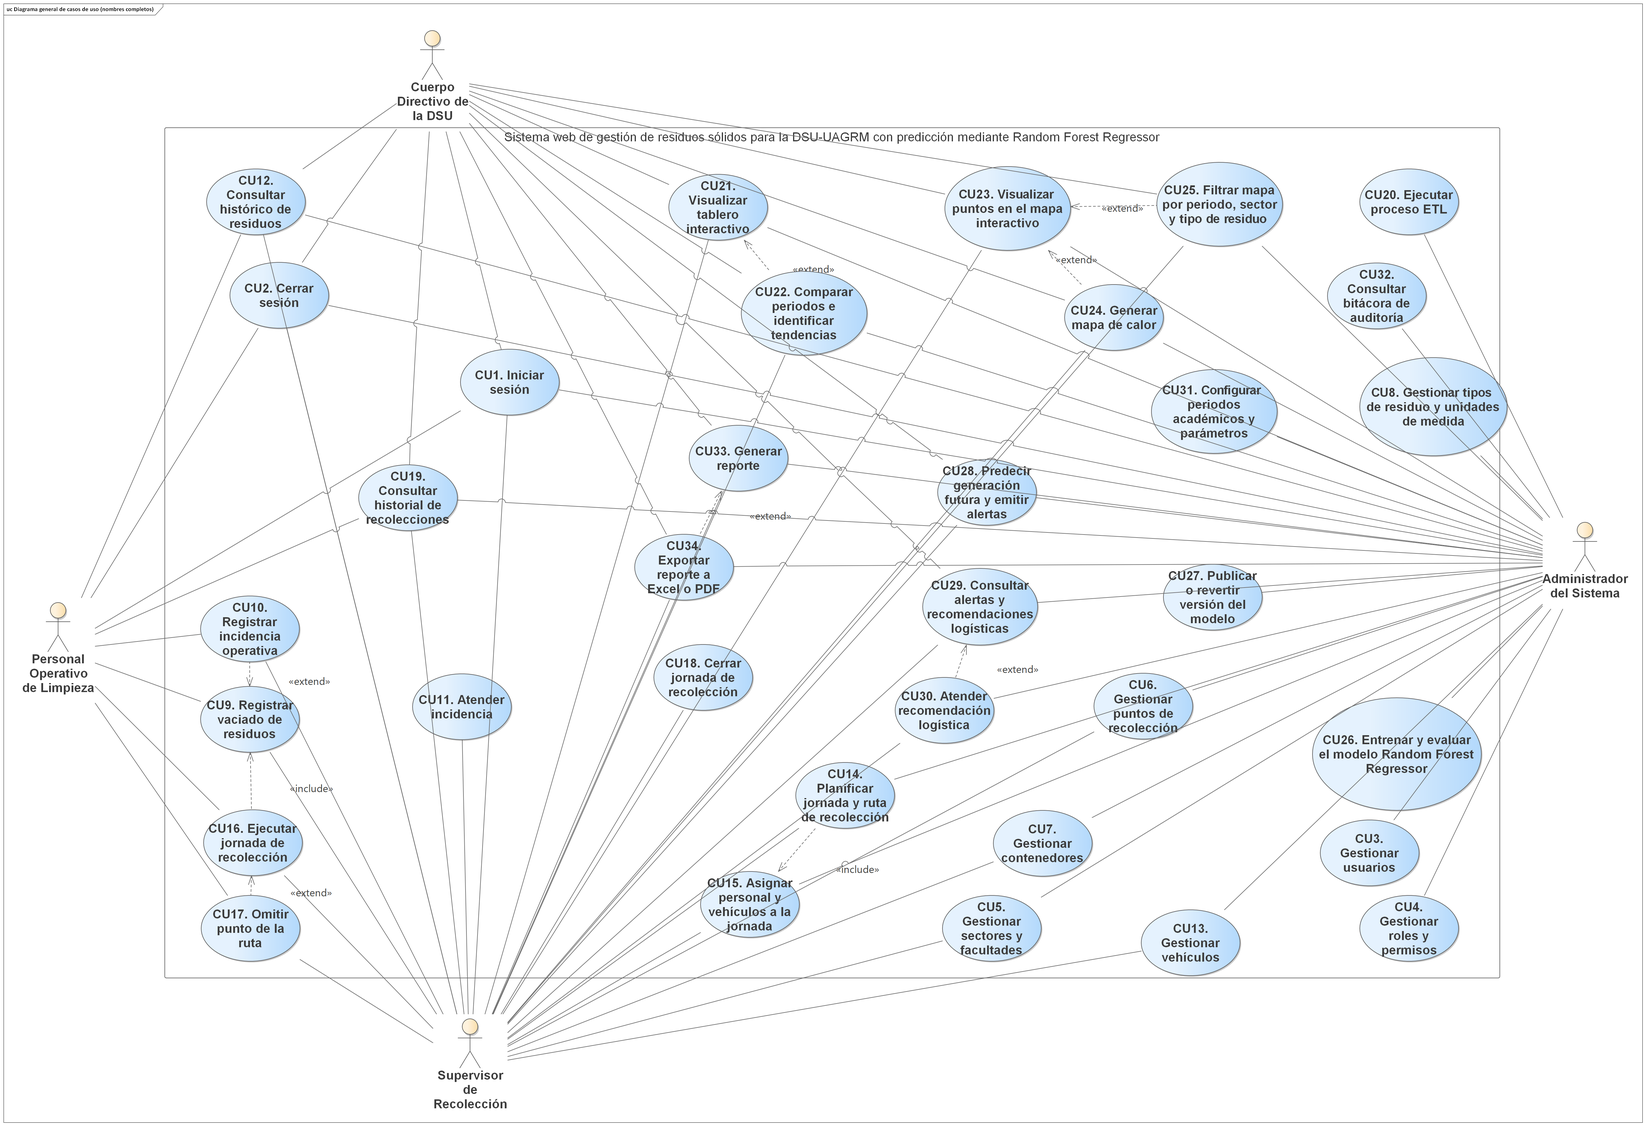 uc Diagrama general de casos de uso (nombres completos)
Cuerpo
Directivo de
la DSU
Sistema web de gestión de residuos sólidos para la DSU-UAGRM con predicción mediante Random Forest Regressor
CU12.
Consultar
histórico de
residuos
CU21.
Visualizar
tablero
interactivo
CU23. Visualizar
puntos en el mapa
interactivo
«extend»
CU25. Filtrar mapa
por periodo, sector
y tipo de residuo
CU20. Ejecutar
proceso ETL
CU2. Cerrar
sesión
«extend»
CU22. Comparar
periodos e
identificar
tendencias
«extend»
CU24. Generar
mapa de calor
CU32.
Consultar
bitácora de
auditoría
CU1. Iniciar
sesión
CU31. Configurar
periodos
académicos y
parámetros
CU8. Gestionar tipos
de residuo y unidades
de medida
CU33. Generar
reporte
CU19.
Consultar
historial de
recolecciones
CU28. Predecir
generación
futura y emitir
alertas
«extend»
CU34.
Exportar
reporte a
Excel o PDF
CU29. Consultar
alertas y
recomendaciones
logísticas
CU27. Publicar
o revertir
versión del
modelo
Administrador
del Sistema
Personal
Operativo
de Limpieza
CU10.
Registrar
incidencia
operativa
«extend»
CU9. Registrar
vaciado de
residuos
CU11. Atender
incidencia
CU18. Cerrar
jornada de
recolección
«extend»
CU30. Atender
recomendación
logística
CU6.
Gestionar
puntos de
recolección
CU26. Entrenar y evaluar
el modelo Random Forest
Regressor
«include»
CU14.
Planificar
jornada y ruta
de recolección
CU16. Ejecutar
jornada de
recolección
CU7.
Gestionar
contenedores
CU3.
Gestionar
usuarios
«include»
«extend»
CU15. Asignar
personal y
vehículos a la
jornada
CU17. Omitir
punto de la
ruta
CU5.
Gestionar
sectores y
facultades
CU13.
Gestionar
vehículos
CU4.
Gestionar
roles y
permisos
Supervisor
de
Recolección